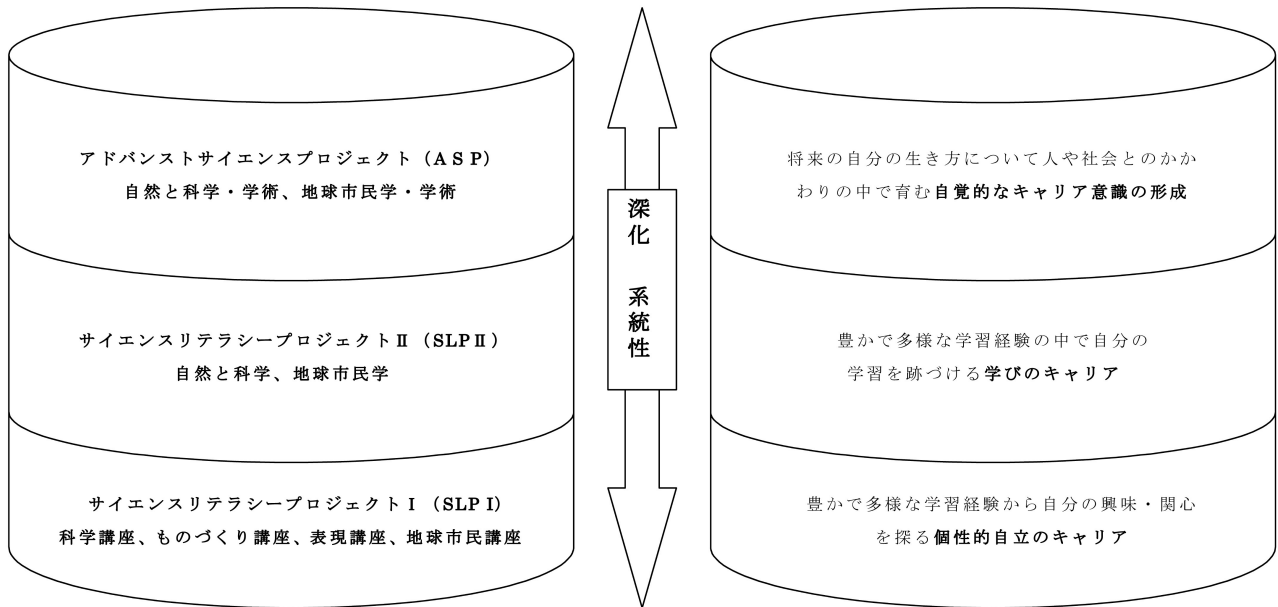 アドバンストサイエンスプロジェクト（ＡＳＰ）
自然と科学・学術、地球市民学・学術
サイエンスリテラシープロジェクトⅡ（SLPⅡ）
自然と科学、地球市民学
サイエンスリテラシープロジェクトⅠ（SLPⅠ）
科学講座、ものづくり講座、表現講座、地球市民講座
深化　系統性
将来の自分の生き方について人や社会とのかか
わりの中で育む自覚的なキャリア意識の形成
豊かで多様な学習経験の中で自分の
学習を跡づける学びのキャリア
豊かで多様な学習経験から自分の興味・関心
を探る個性的自立のキャリア